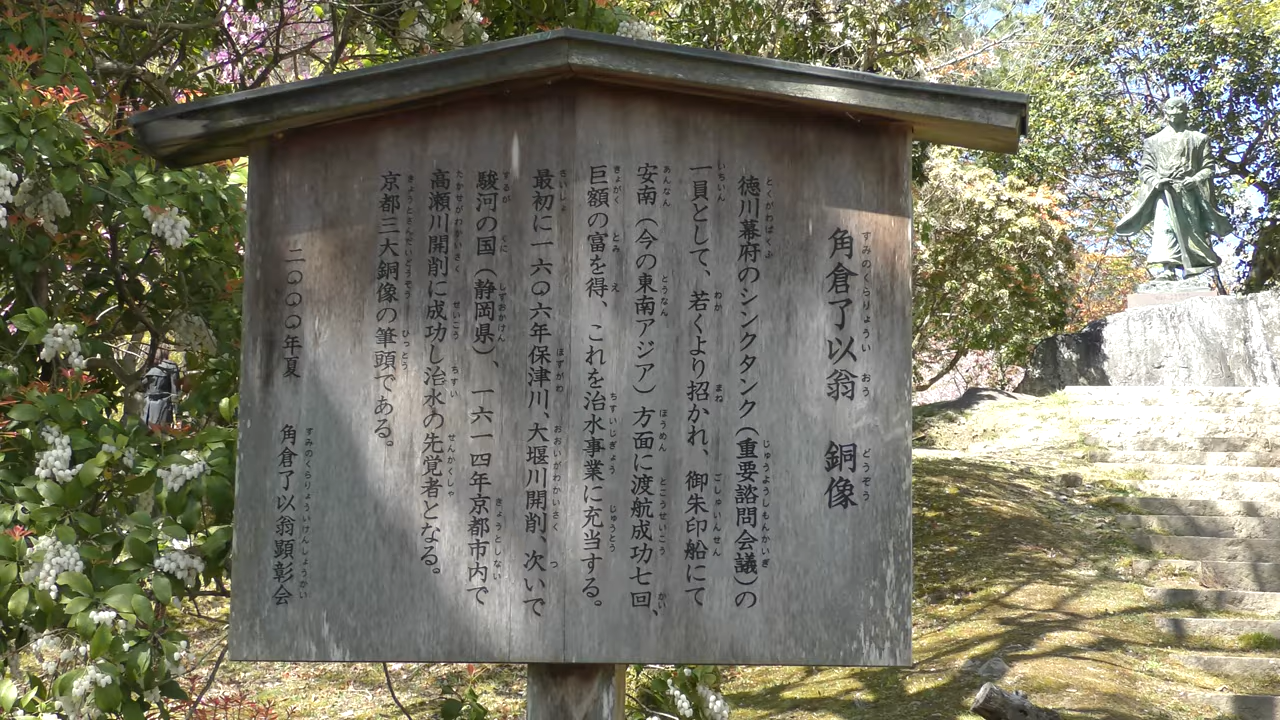 角倉了以翁 銅像
徳川幕府のシンクタンク(重要諮問会議)の
一員として、若くより招かれ、御朱印船にて
安南(今の東南アジア)方面に渡航成功七回、
巨額の富を得、これを治水事業に充当する。
最初に一六〇六年保津川、大堰川開削、次いで
駿河の国(静岡県)、一六一四年京都市内で
高瀬川開削に成功し治水の先覚者となる。
京都三大銅像の筆頭である。
二〇〇〇年夏 角倉了以翁顕彰会